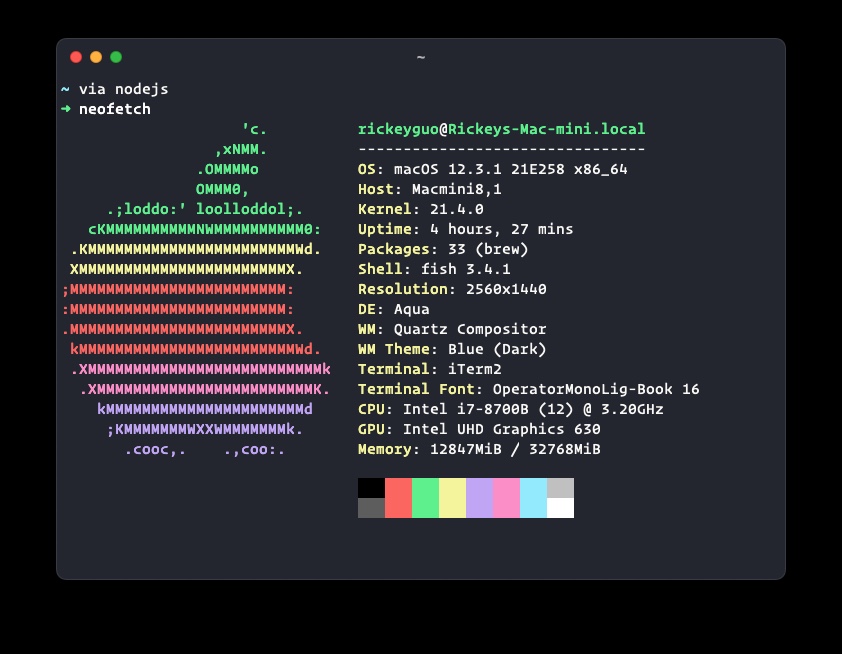 ~
~ via nodejs
➜ neofetch
                    'c.          rickeyguo@Rickeys-Mac-mini.local
                 ,xNMM.          --------------------------------
               .OMMMMo           OS: macOS 12.3.1 21E258 x86_64
               OMMM0,            Host: Macmini8,1
     .;loddo:' loolloddol;.      Kernel: 21.4.0
   cKMMMMMMMMMMNWMMMMMMMMMM0:    Uptime: 4 hours, 27 mins
 .KMMMMMMMMMMMMMMMMMMMMMMMWd.    Packages: 33 (brew)
 XMMMMMMMMMMMMMMMMMMMMMMMX.      Shell: fish 3.4.1
;MMMMMMMMMMMMMMMMMMMMMMMM:       Resolution: 2560x1440
:MMMMMMMMMMMMMMMMMMMMMMMM:       DE: Aqua
.MMMMMMMMMMMMMMMMMMMMMMMMX.      WM: Quartz Compositor
 kMMMMMMMMMMMMMMMMMMMMMMMMWd.    WM Theme: Blue (Dark)
 .XMMMMMMMMMMMMMMMMMMMMMMMMMMk   Terminal: iTerm2
  .XMMMMMMMMMMMMMMMMMMMMMMMMK.   Terminal Font: OperatorMonoLig-Book 16
    kMMMMMMMMMMMMMMMMMMMMMMd     CPU: Intel i7-8700B (12) @ 3.20GHz
     ;KMMMMMMMWXXWMMMMMMMk.      GPU: Intel UHD Graphics 630
       .cooc,.    .,coo:.        Memory: 12847MiB / 32768MiB